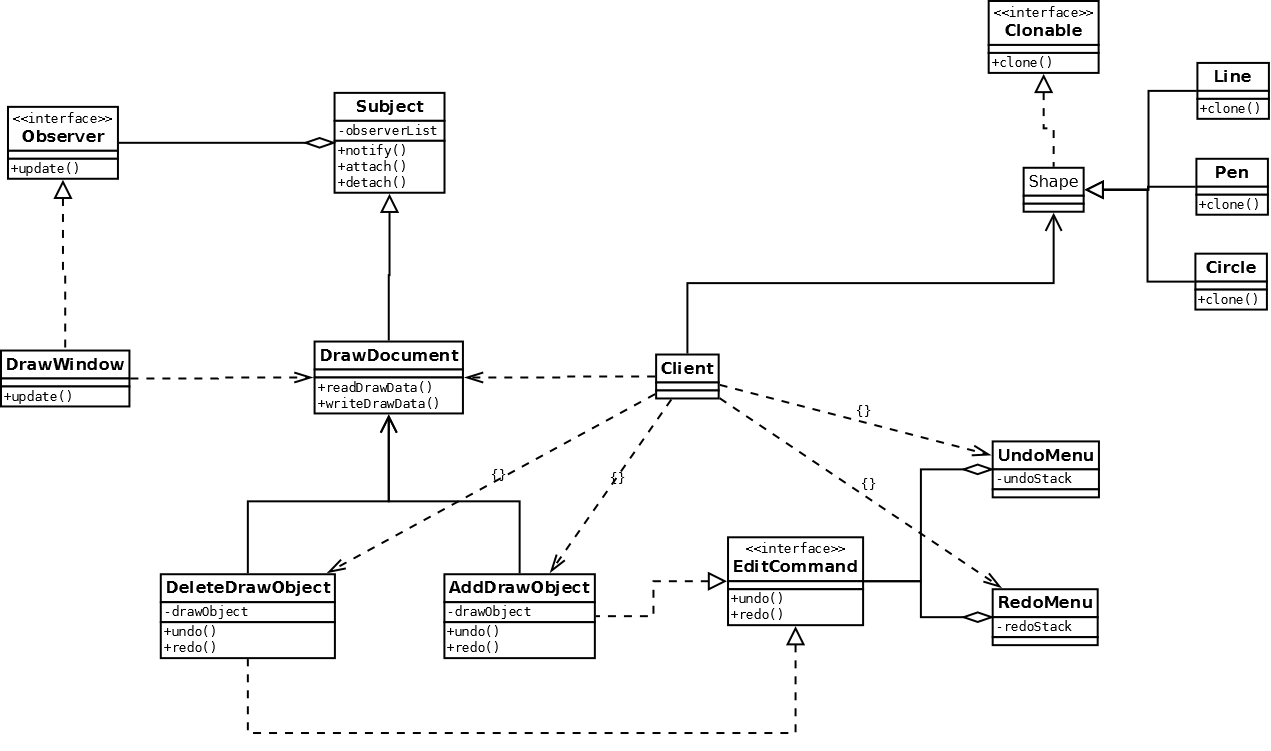 <<interface>>
Clonable
+clone()
Line
+clone()
<<interface>>
Observer
+update()
Subject
-observerList
+notify()
+attach()
+detach()
Shape
Pen
+clone()
Circle
+clone()
DrawWindow
+update()
DrawDocument
+readDrawData()
+writeDrawData()
Client
{}
{}
{}
{}
UndoMenu
-undoStack
<<interface>>
EditCommand
+undo()
+redo()
DeleteDrawObject
-drawObject
+undo()
+redo()
AddDrawObject
-drawObject
+undo()
+redo()
RedoMenu
-redoStack